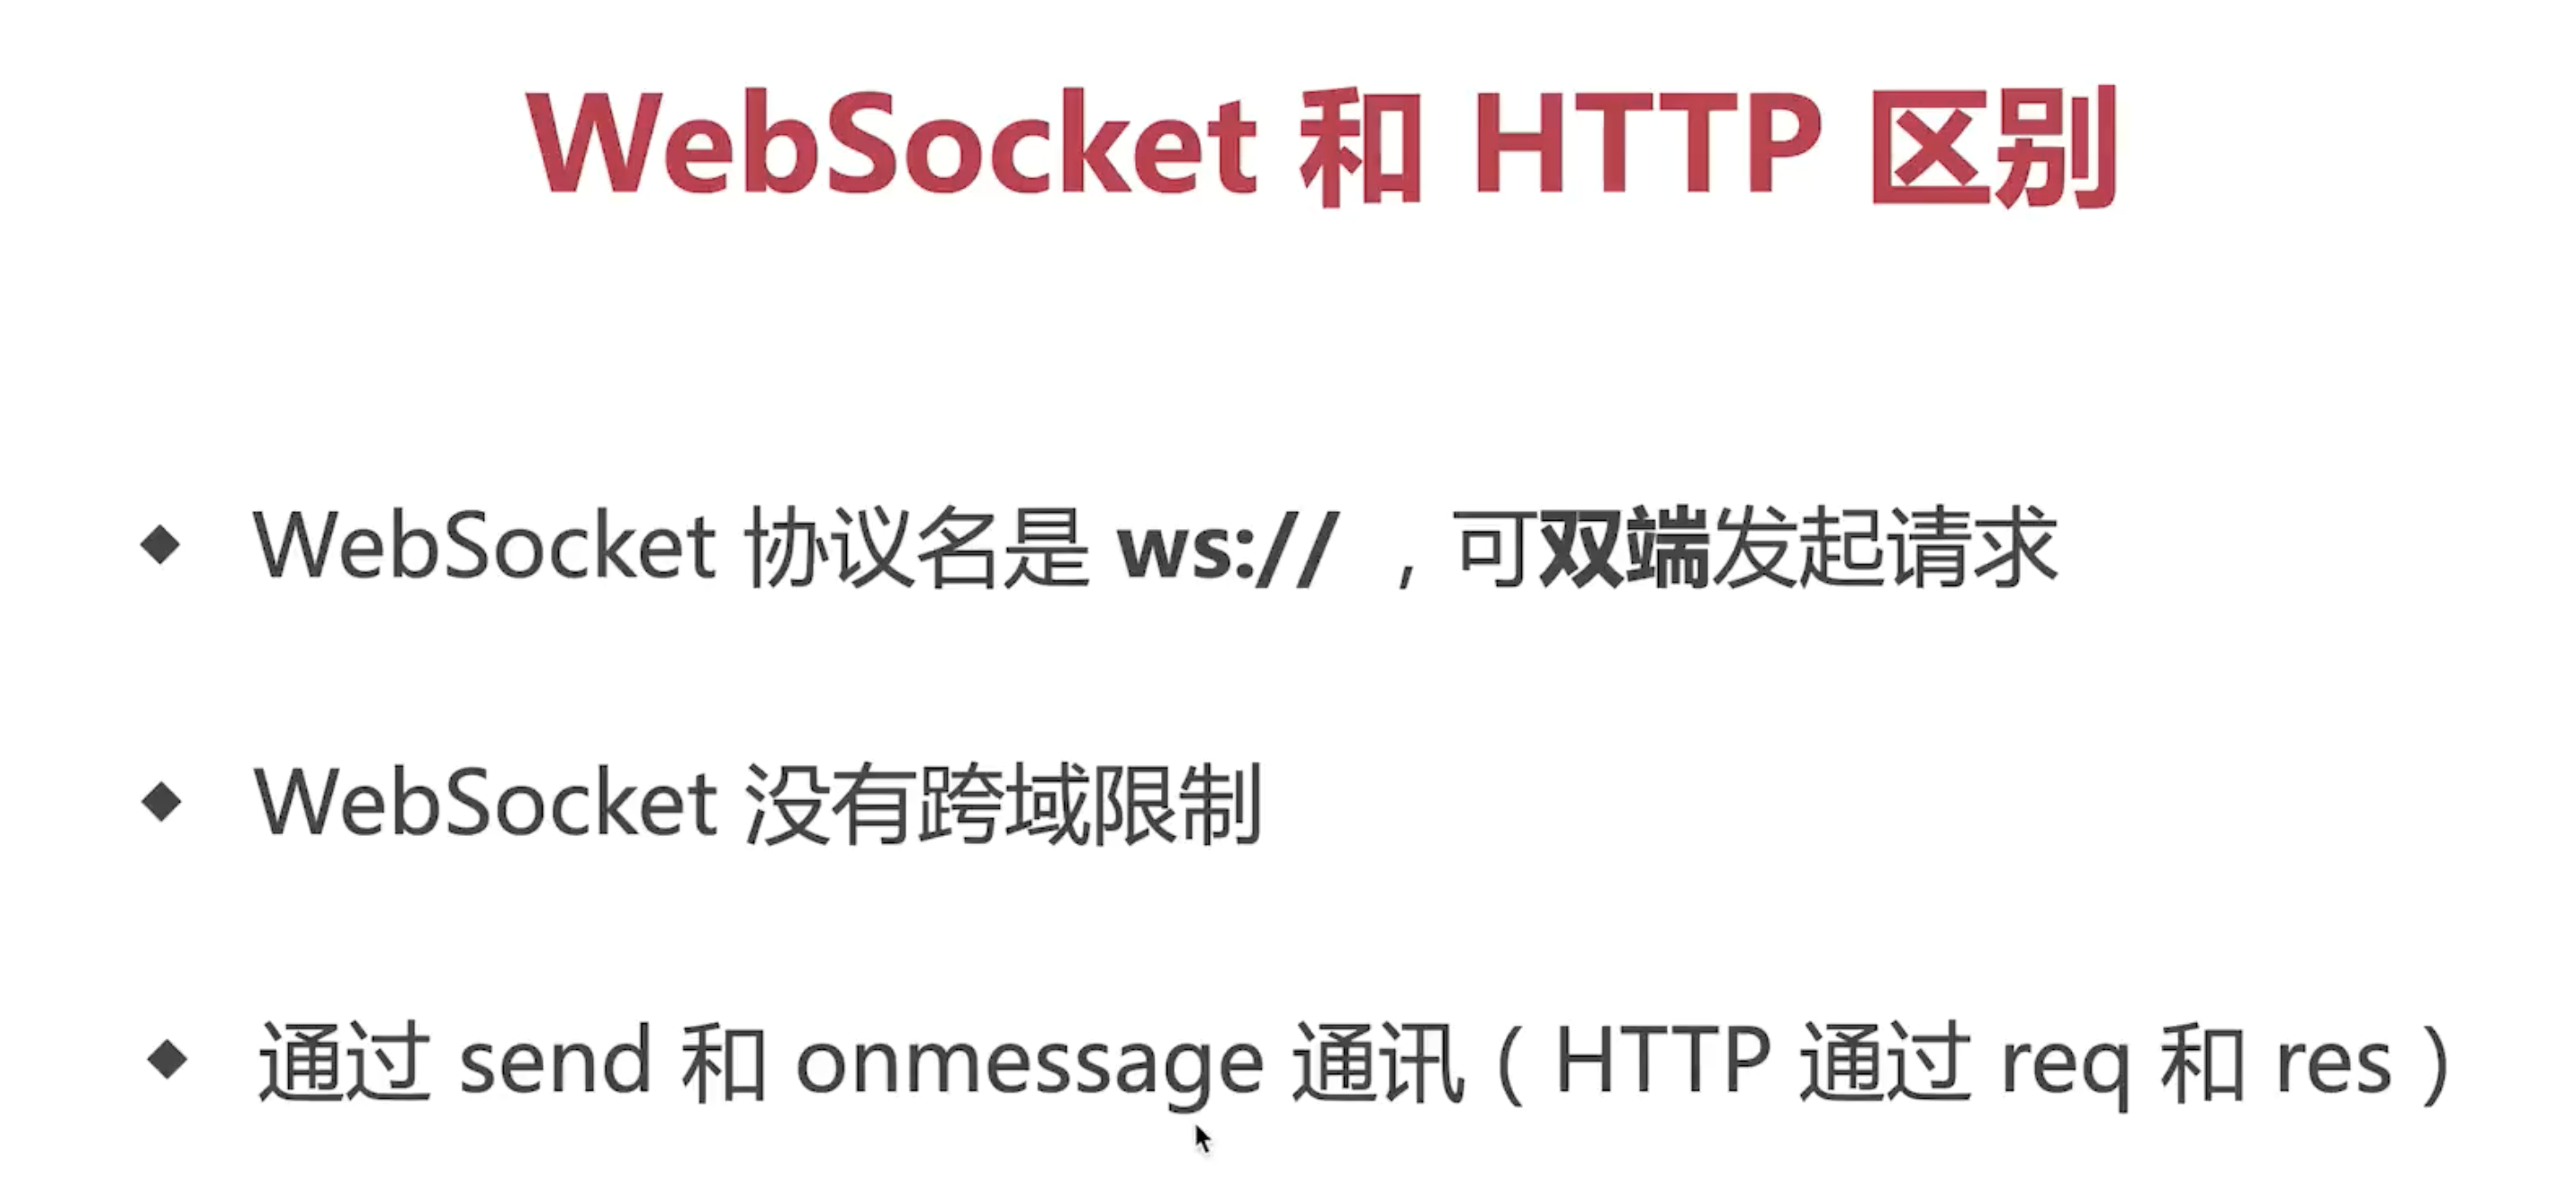 WebSocket 和 HTTP 区别
◆ WebSocket 协议名是 ws:// ，可双端发起请求
◆ WebSocket 没有跨域限制
◆ 通过 send 和 onmessage 通讯（HTTP 通过 req 和 res）